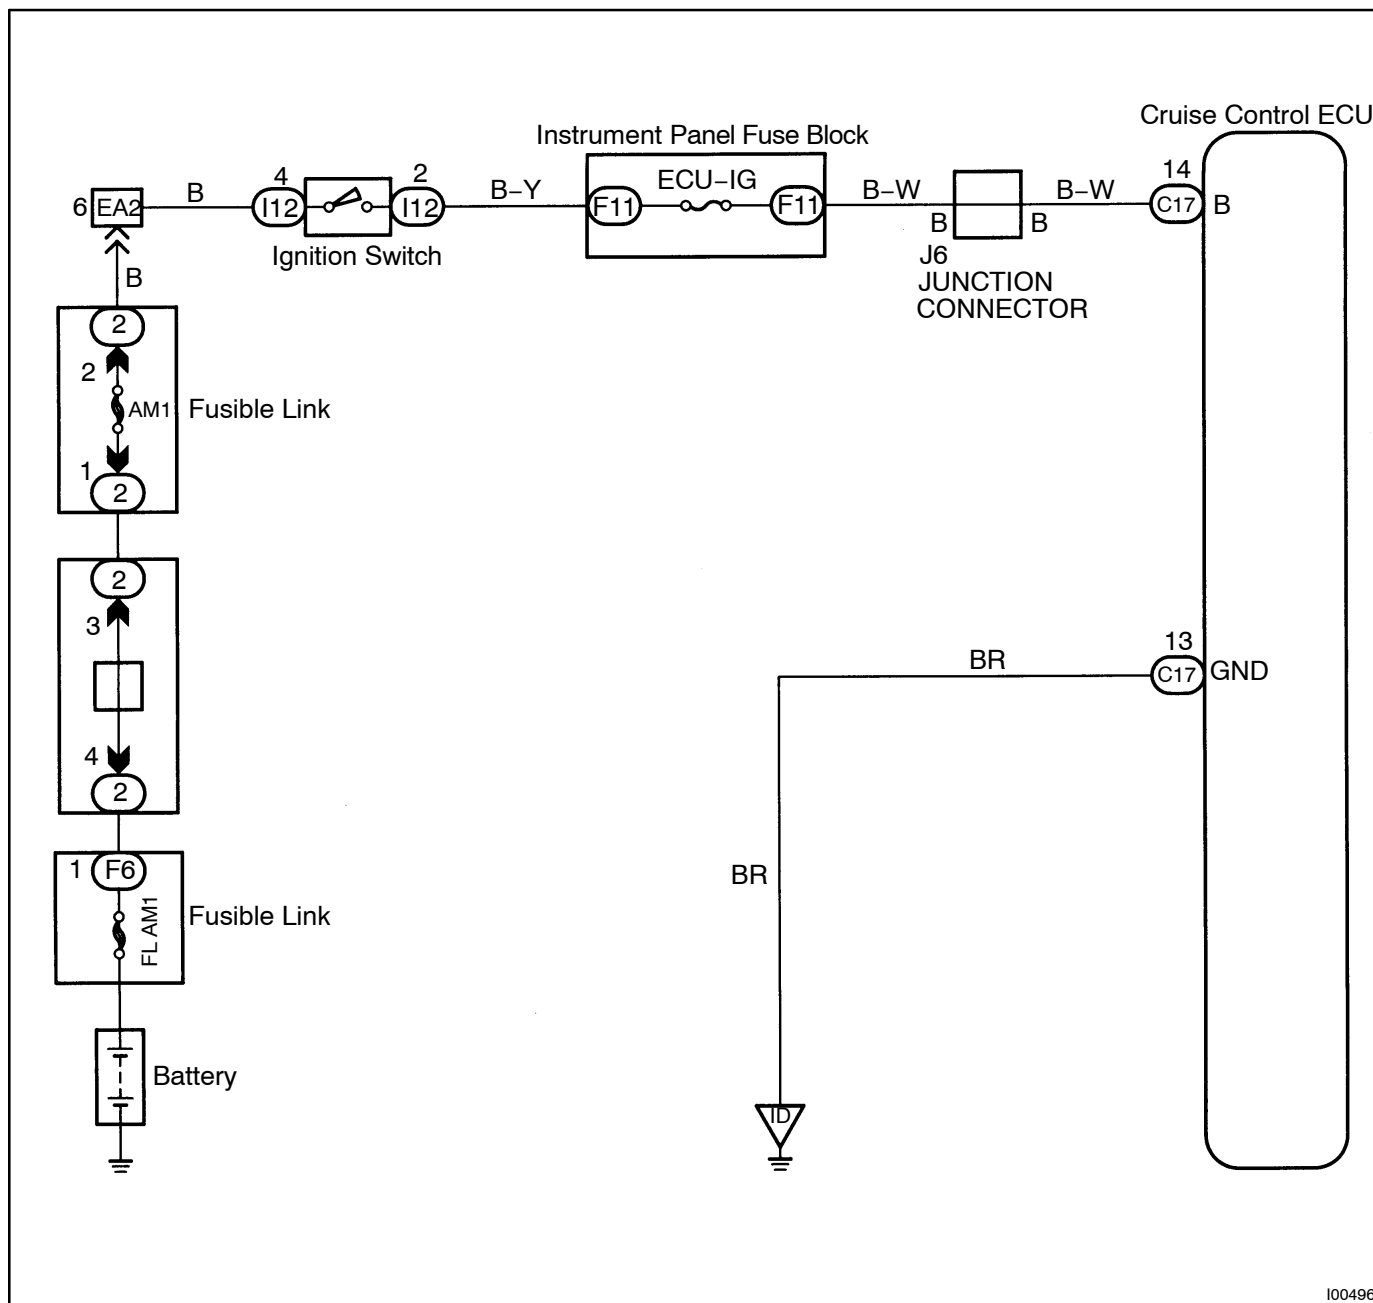 Cruise Control ECU
Instrument Panel Fuse Block
6 EA2
B
4
I12
2
I12
Ignition Switch
B–Y
F11
ECU–IG
F11
B–W
B
B
B–W
J6
JUNCTION
CONNECTOR
14
C17
B
B
2
2
AM1
Fusible Link
1
2
2
3
4
2
1
F6
FL AM1
Fusible Link
Battery
13
C17
GND
BR
BR
ID
I00496